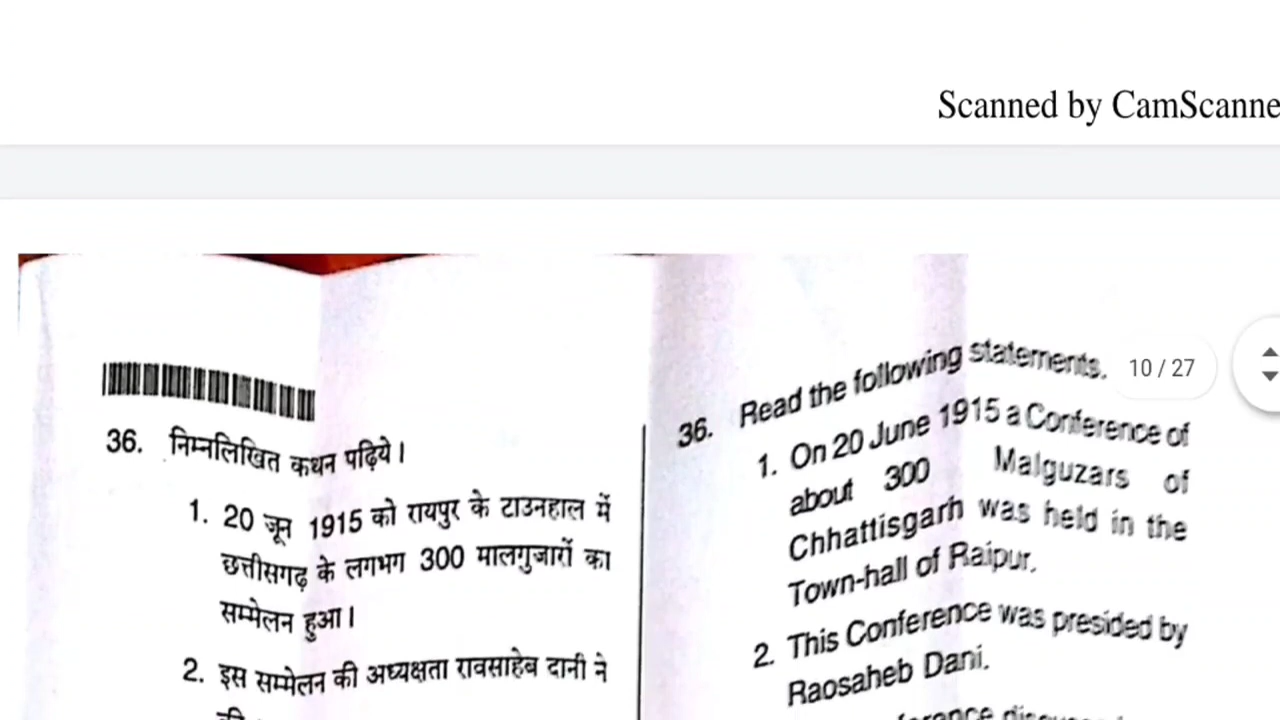 Scanned by CamScanne
10 / 27
36. निम्नलिखित कथन पढ़िये।
1. 20 जून 1915 को रायपुर के टाउनहाल में
छत्तीसगढ़ के लगभग 300 मालगुजारों का
सम्मेलन हुआ।
2. इस सम्मेलन की अध्यक्षता रावसाहेब दानी ने
की
36. Read the following statements.
1. On 20 June 1915 a Conference of
about 300 Malguzars of
Chhattisgarh was held in the
Town-hall of Raipur.
2. This Conference was presided by
Raosaheb Dani.